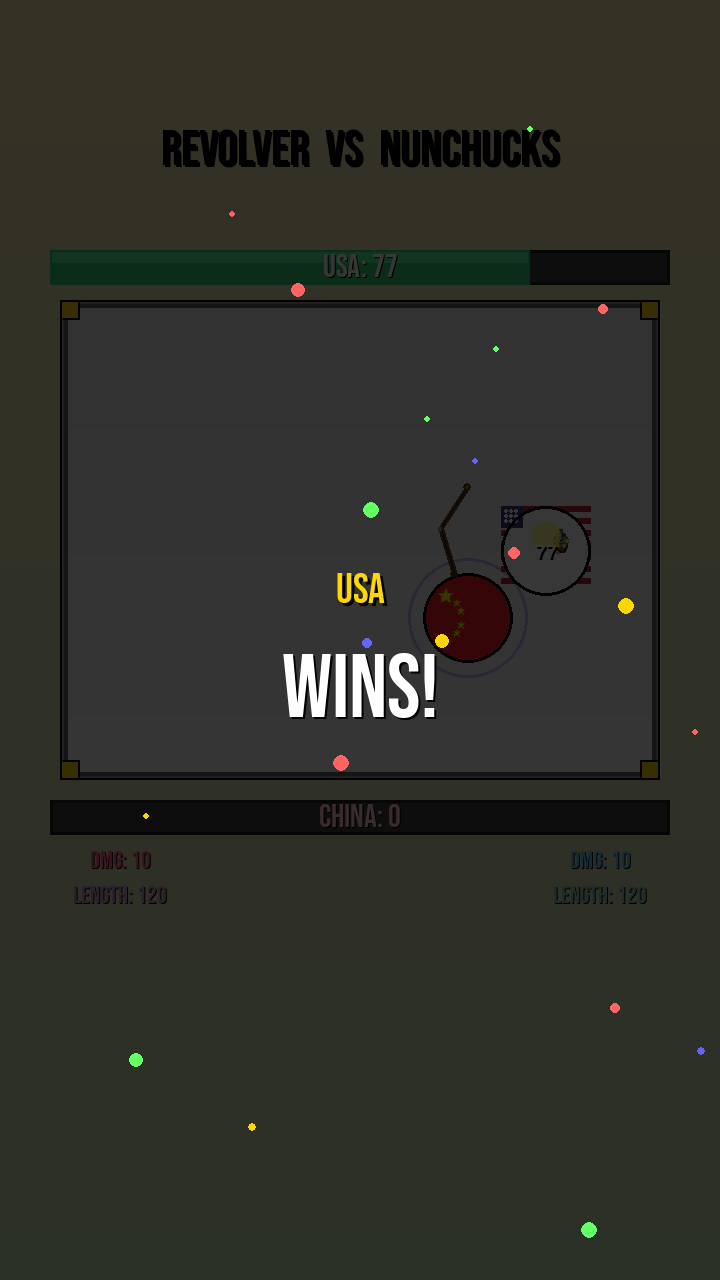 REVOLVER VS NUNCHUCKS
USA: 77
77
USA
WINS!
CHINA: 0
DMG: 10
DMG: 10
LENGTH: 120
LENGTH: 120